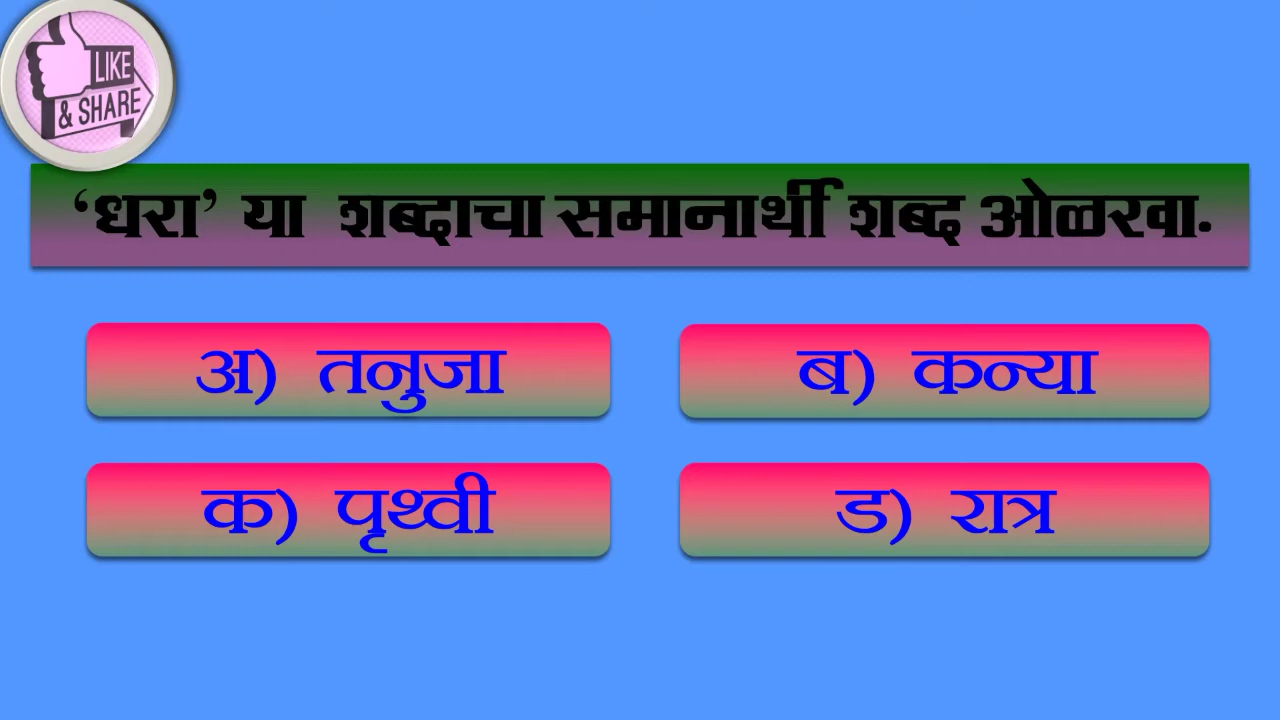 LIKE
& SHARE
‘धरा’ या शब्दाचा समानार्थी शब्द ओळखा.
अ) तनुजा
ब) कन्या
क) पृथ्वी
ड) रात्र